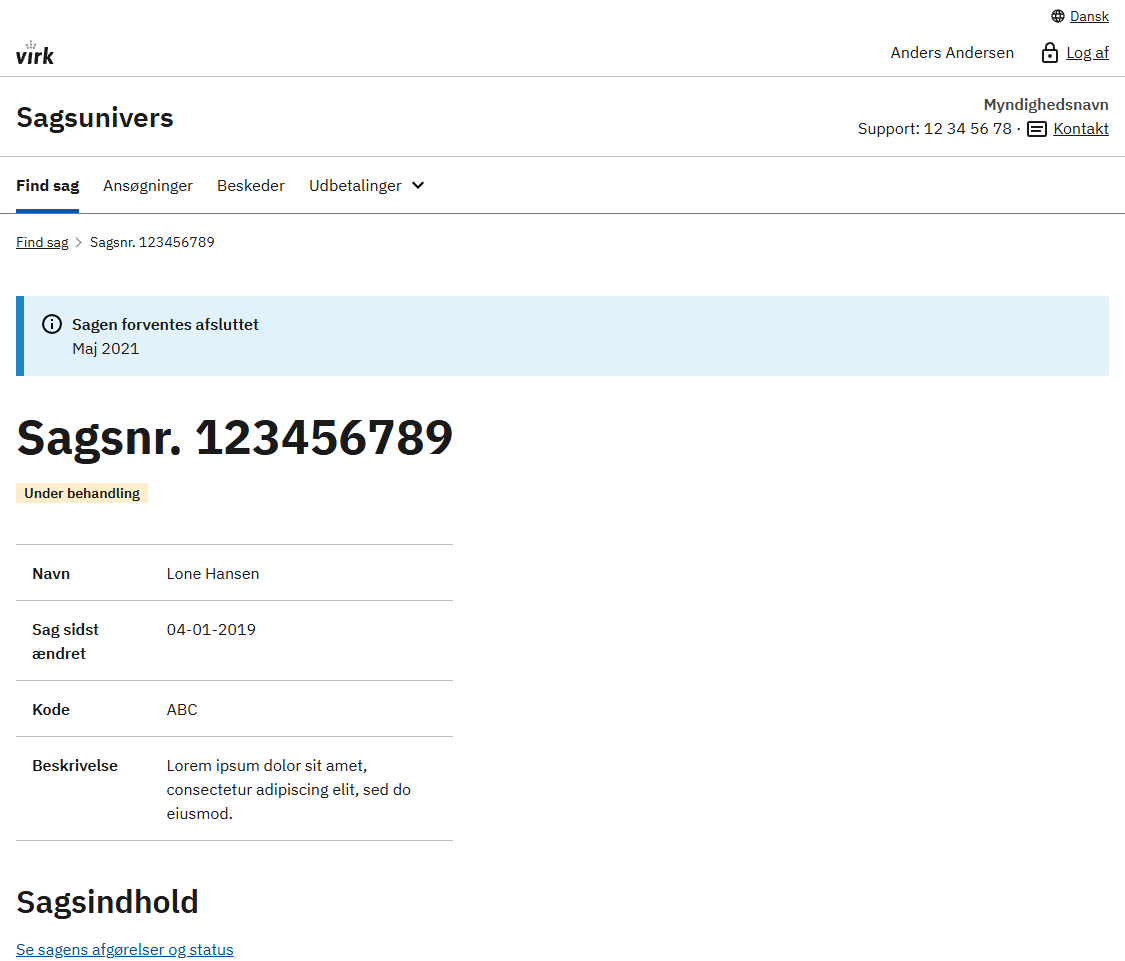 Dansk
virk
Anders Andersen
Log af
Sagsunivers
Myndighedsnavn
Support: 12 34 56 78 · Kontakt
Find sag
Ansøgninger
Beskeder
Udbetalinger
Find sag
Sagsnr. 123456789
Sagen forventes afsluttet
Maj 2021
Sagsnr. 123456789
Under behandling
Navn
Lone Hansen
Sag sidst
ændret
04-01-2019
Kode
ABC
Beskrivelse
Lorem ipsum dolor sit amet,
consectetur adipiscing elit, sed do
eiusmod.
Sagsindhold
Se sagens afgørelser og status